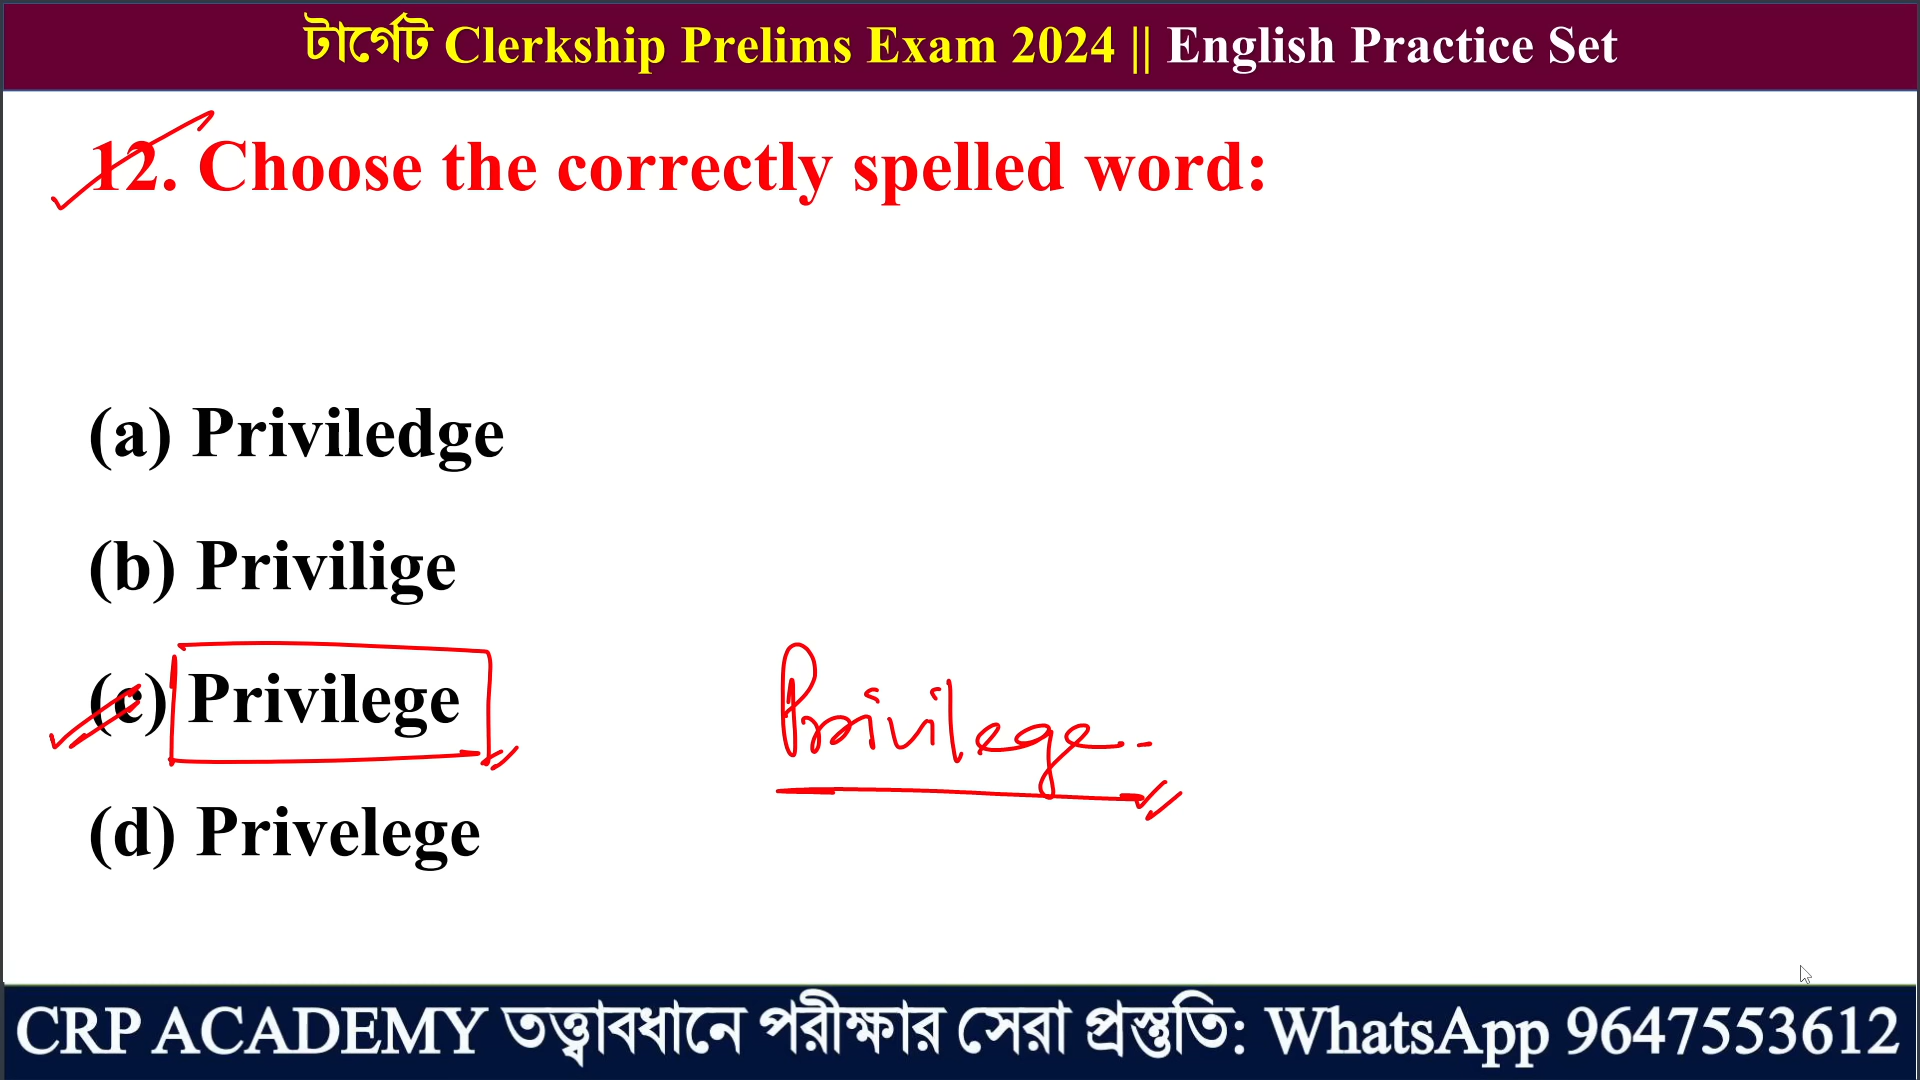 টার্গেট Clerkship Prelims Exam 2024 || English Practice Set
12. Choose the correctly spelled word:
(a) Priviledge
(b) Privilige
(c) Privilege
Privilege
(d) Privelege
CRP ACADEMY তত্ত্বাবধানে পরীক্ষার সেরা প্রস্তুতি: WhatsApp 9647553612